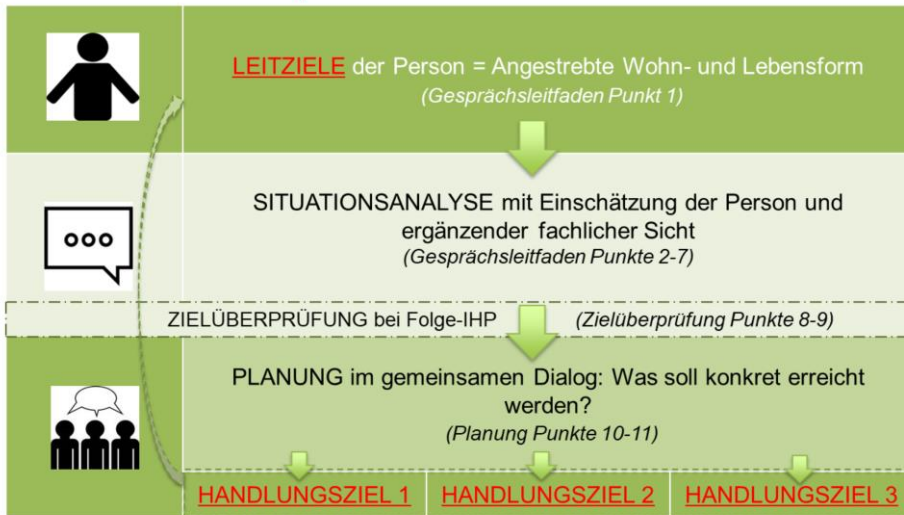 LEITZIELE der Person = Angestrebte Wohn- und Lebensform
(Gesprächsleitfaden Punkt 1)
SITUATIONSANALYSE mit Einschätzung der Person und
ergänzender fachlicher Sicht
(Gesprächsleitfaden Punkte 2-7)
ZIELÜBERPRÜFUNG bei Folge-IHP (Zielüberprüfung Punkte 8-9)
PLANUNG im gemeinsamen Dialog: Was soll konkret erreicht
werden?
(Planung Punkte 10-11)
HANDLUNGSZIEL 1 HANDLUNGSZIEL 2 HANDLUNGSZIEL 3